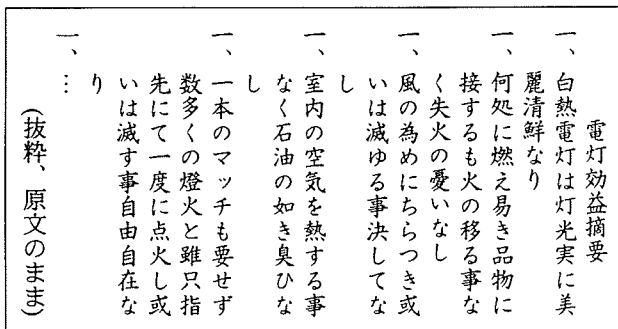 電灯効益摘要
一、白熱電灯は灯光実に美
麗清鮮なり
一、何処に燃え易き品物に
接するも火の移る事な
く失火の憂いなし
一、風の為めにちらつき或
いは滅ゆる事決してな
し
一、室内の空気を熱する事
なく石油の如き臭ひな
し
一、一本のマッチも要せず
数多くの燈火と雖只指
先にて一度に点火し或
いは滅す事自由自在な
り
一、…
(抜粋、原文のまま)